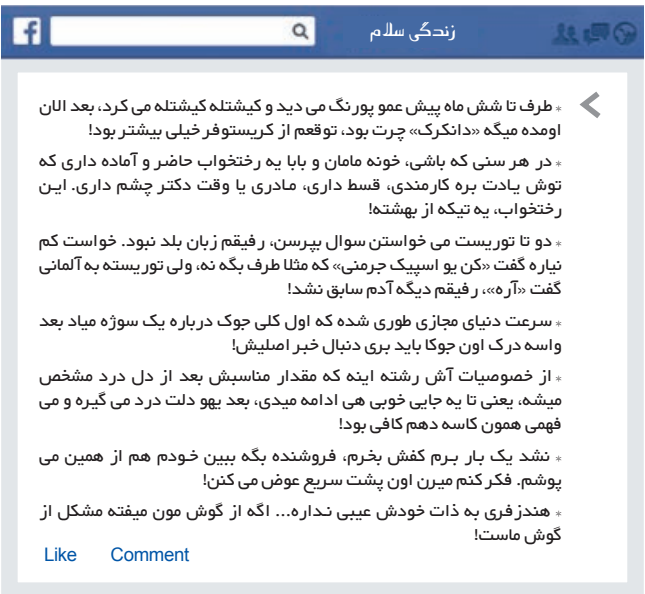 زندگی سلام
* طرف تا شش ماه پیش عمو پورنگ می دید و کیشتله کیشتله می کرد، بعد الان
اومده میگه «دانکرک» چرت بود، توقعم از کریستوفر خیلی بیشتر بود!
* در هر سنی که باشی، خونه مامان و بابا یه رختخواب حاضر و آماده داری که
توش یادت بره کارمندی، قسط داری، مادری یا وقت دکتر چشم داری. این
رختخواب، یه تیکه از بهشته!
* دو تا توریست می خواستن سوال بپرسن، رفیقم زبان بلد نبود. خواست کم
نیاره گفت «کن یو اسپیک جرمنی» که مثلا طرف بگه نه، ولی توریسته به آلمانی
گفت «آره»، رفیقم دیگه آدم سابق نشد!
* سرعت دنیای مجازی طوری شده که اول کلی جوک درباره یک سوژه میاد بعد
واسه درک اون جوکا باید بری دنبال خبر اصلیش!
* از خصوصیات آش رشته اینه که مقدار مناسبش بعد از دل درد مشخص
میشه، یعنی تا یه جایی خوبی هی ادامه میدی، بعد یهو دلت درد می گیره و می
فهمی همون کاسه دهم کافی بود!
* نشد یک بار برم کفش بخرم، فروشنده بگه ببین خودم هم از همین می
پوشم. فکر کنم میرن اون پشت سریع عوض می کنن!
* هندزفری به ذات خودش عیبی نداره... اگه از گوش مون میفته مشکل از
گوش ماست!
Like Comment